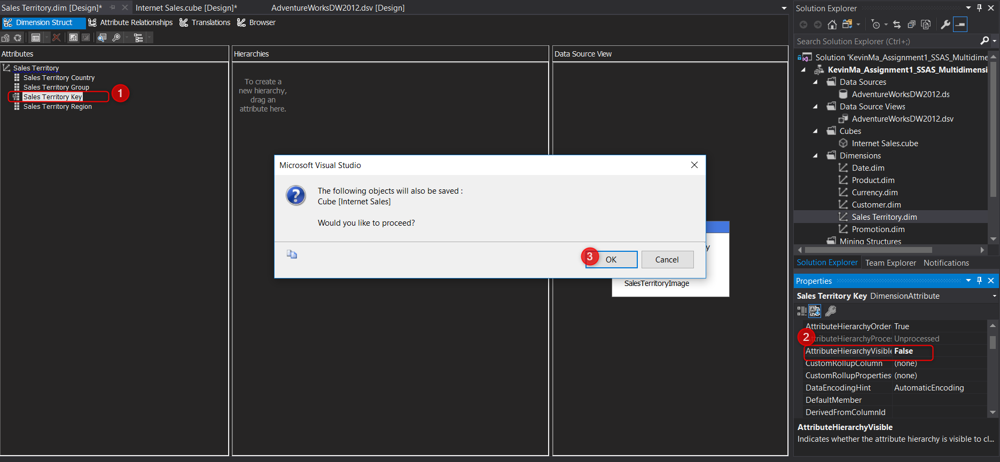 Sales Territory.dim [Design]*
Internet Sales.cube [Design]*
AdventureWorksDW2012.dsv [Design]
Dimension Struct
Attribute Relationships
Translations
Browser
Attributes
Sales Territory
Sales Territory Country
Sales Territory Group
Sales Territory Key
1
Sales Territory Region
Hierarchies
To create a
new hierarchy,
drag an
attribute here.
Data Source View
SalesTerritoryImage
Microsoft Visual Studio
The following objects will also be saved :
Cube [Internet Sales]
Would you like to proceed?
3
OK
Cancel
Solution Explorer
Search Solution Explorer (Ctrl+;)
Solution 'KevinMa_Assignment1_SSAS_Multidime
KevinMa_Assignment1_SSAS_Multidimensi
Data Sources
AdventureWorksDW2012.ds
Data Source Views
AdventureWorksDW2012.dsv
Cubes
Internet Sales.cube
Dimensions
Date.dim
Product.dim
Currency.dim
Customer.dim
Sales Territory.dim
Promotion.dim
Mining Structures
Solution Explorer
Team Explorer
Notifications
Properties
Sales Territory Key DimensionAttribute
AttributeHierarchyOrder True
2
ttributeHierarchyProce: Unprocessed
AttributeHierarchyVisibl False
CustomRollupColumn (none)
CustomRollupProperties (none)
DataEncodingHint AutomaticEncoding
DefaultMember
DerivedFromColumnId
AttributeHierarchyVisible
Indicates whether the attribute hierarchy is visible to cl...